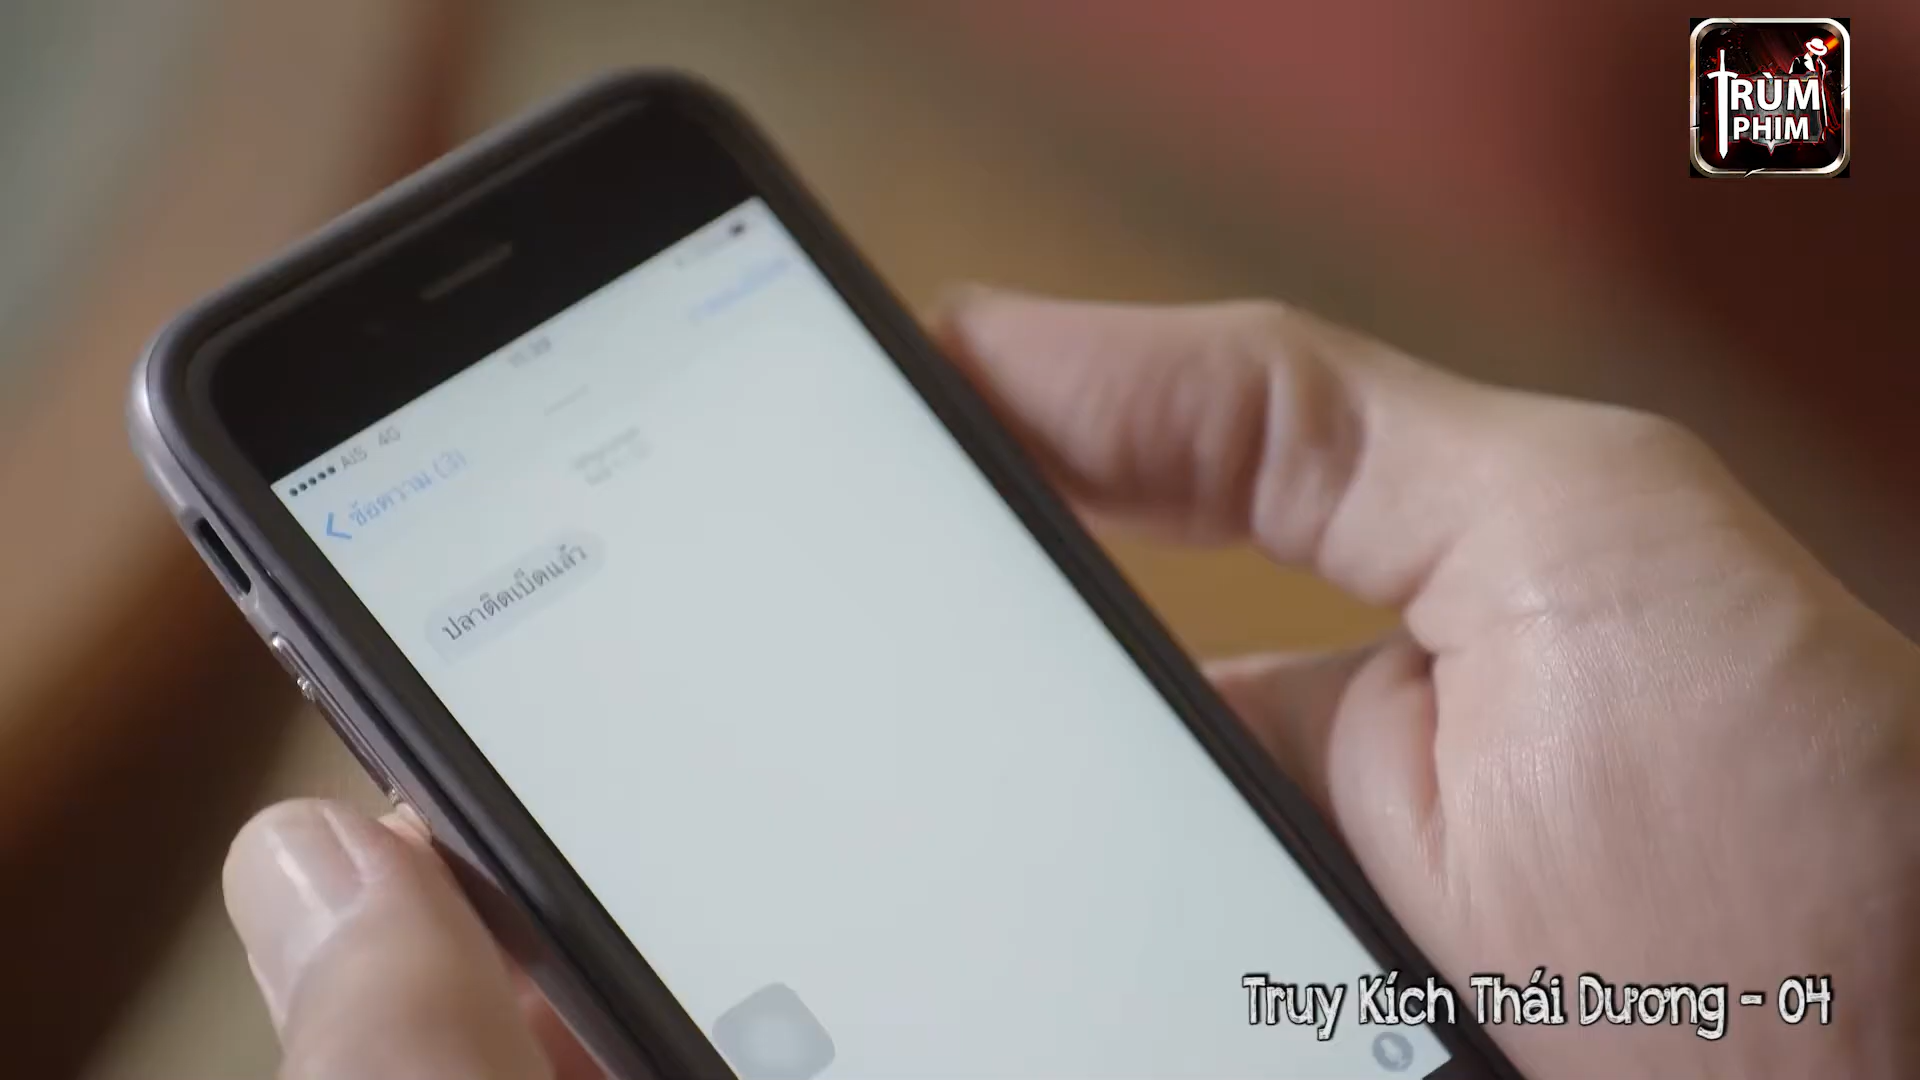 TRÙM
PHIM
AIS 4G
ข้อความ (3)
ปลาติดเบ็ดแล้ว
Truy Kích Thái Dương - 04